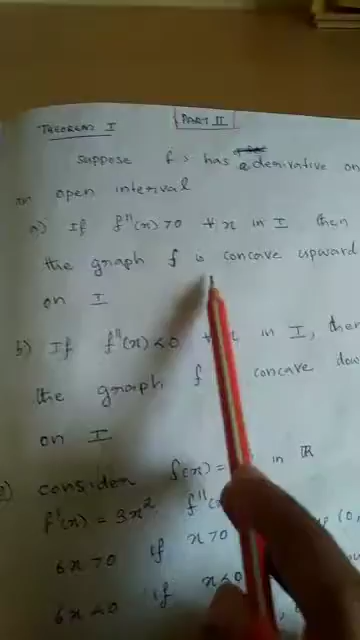 THEOREM I PART II
Suppose f s has derivative on
an open interval
a) If f''(x) > 0 ∀ x in I then
the graph f is concave upward
on I
b) If f''(x) < 0 in I, then
the graph f concave
on I
consider f(x) = in ℝ
f'(x) = 3x² f''(x
6x > 0 if x > 0 (0,
6x < 0 if x < 0